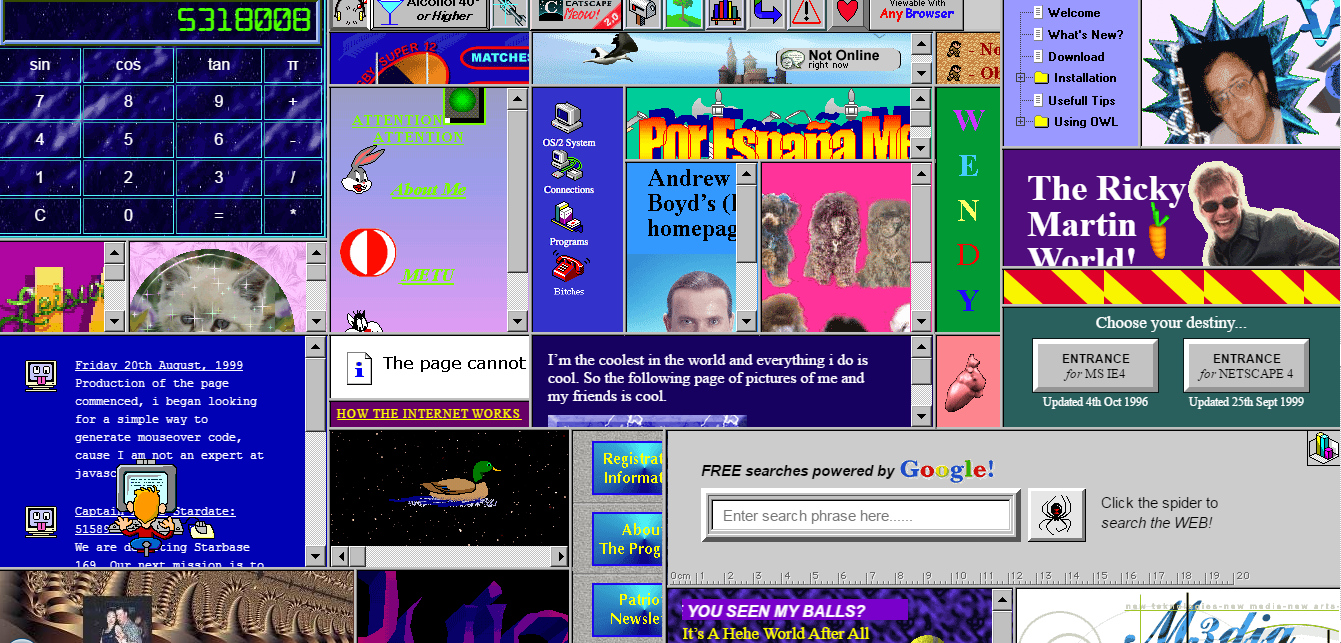 5318008
sin cos tan π
7 8 9 +
4 5 6 -
1 2 3 /
C 0 = *
Alcohol 40°
or Higher
CATSCAPE
Meow! 2.0
Viewable With
Any Browser
SUPER 12
MATCHES
Not Online
right now
Welcome
What's New?
Download
Installation
Usefull Tips
Using OWL
ATTENTION
ATTENTION
About Me
METU
OS/2 System
Connections
Programs
Bitches
Por España Me
Andrew
Boyd's (
homepag
W
E
N
D
Y
The Ricky
Martin
World!
Choose your destiny...
ENTRANCE
for MS IE4
Updated 4th Oct 1996
ENTRANCE
for NETSCAPE 4
Updated 25th Sept 1999
Friday 20th August, 1999
Production of the page
commenced, i began looking
for a simple way to
generate mouseover code,
cause I am not an expert at
javasc
Captain Stardate:
5158
We are d cing Starbase
169. Our next mission is to
The page cannot
HOW THE INTERNET WORKS
I'm the coolest in the world and everything i do is
cool. So the following page of pictures of me and
my friends is cool.
Registrat
Informat
Abou
The Prog
Patrio
Newsle
FREE searches powered by Google!
Enter search phrase here......
Click the spider to
search the WEB!
0cm 1 2 3 4 5 6 7 8 9 10 11 12 13 14 15 16 17 18 19 20
YOU SEEN MY BALLS?
It's A Hehe World After All
new-technologies-new media-new arts
Media